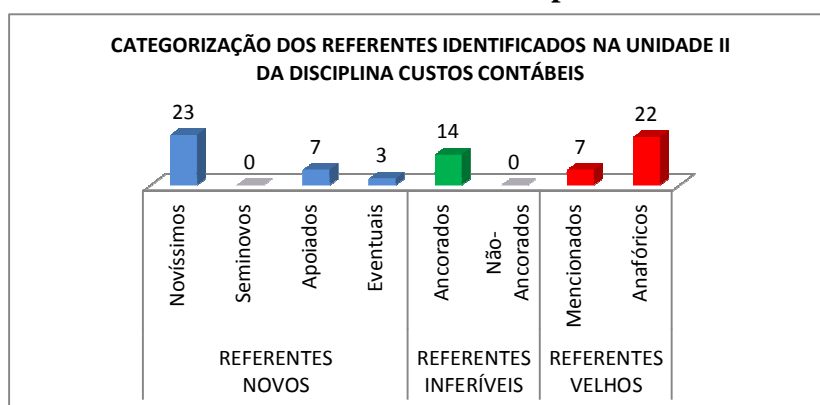 CATEGORIZAÇÃO DOS REFERENTES IDENTIFICADOS NA UNIDADE II
DA DISCIPLINA CUSTOS CONTÁBEIS
23
0
7
3
14
0
7
22
Novíssimos
Seminovos
Apoiados
Eventuais
Ancorados
Não-
Ancorados
Mencionados
Anafóricos
REFERENTES
NOVOS
REFERENTES
INFERÍVEIS
REFERENTES
VELHOS